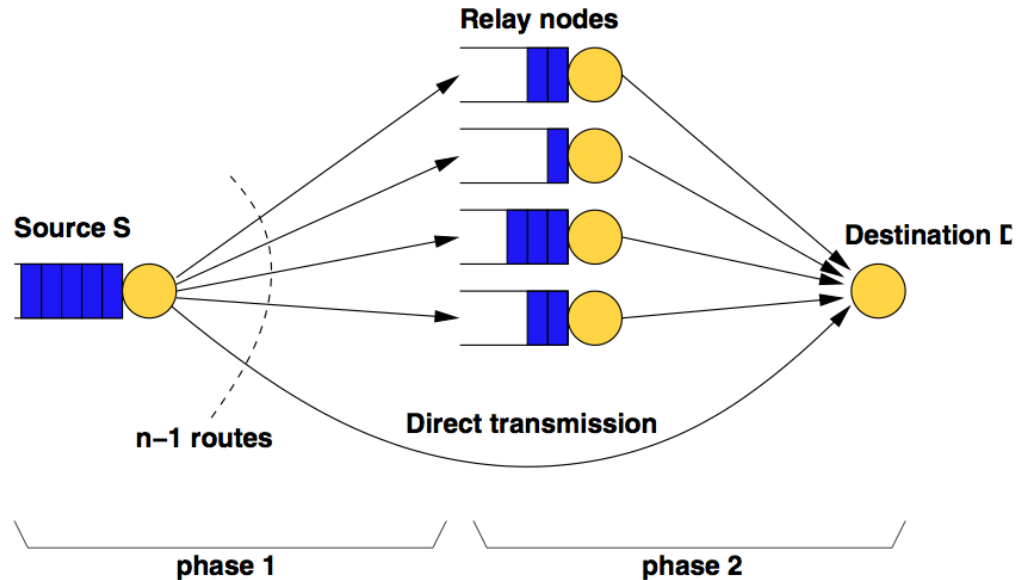 Relay nodes
Source S
Destination D
n−1 routes
Direct transmission
phase 1
phase 2